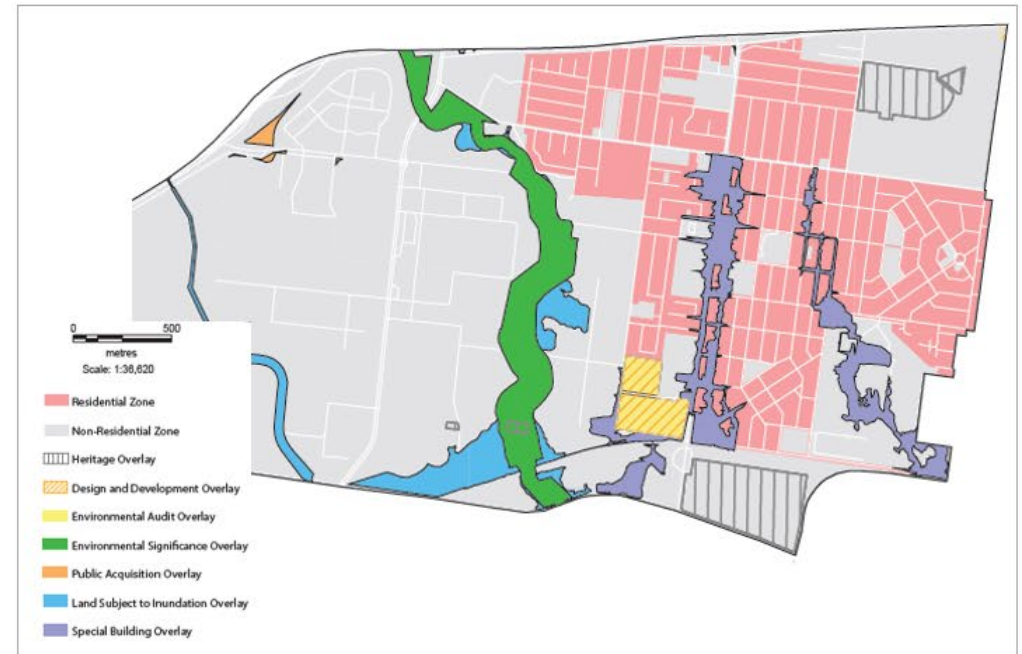 0 500
metres
Scale: 1:36,620
Residential Zone
Non-Residential Zone
Heritage Overlay
Design and Development Overlay
Environmental Audit Overlay
Environmental Significance Overlay
Public Acquisition Overlay
Land Subject to Inundation Overlay
Special Building Overlay